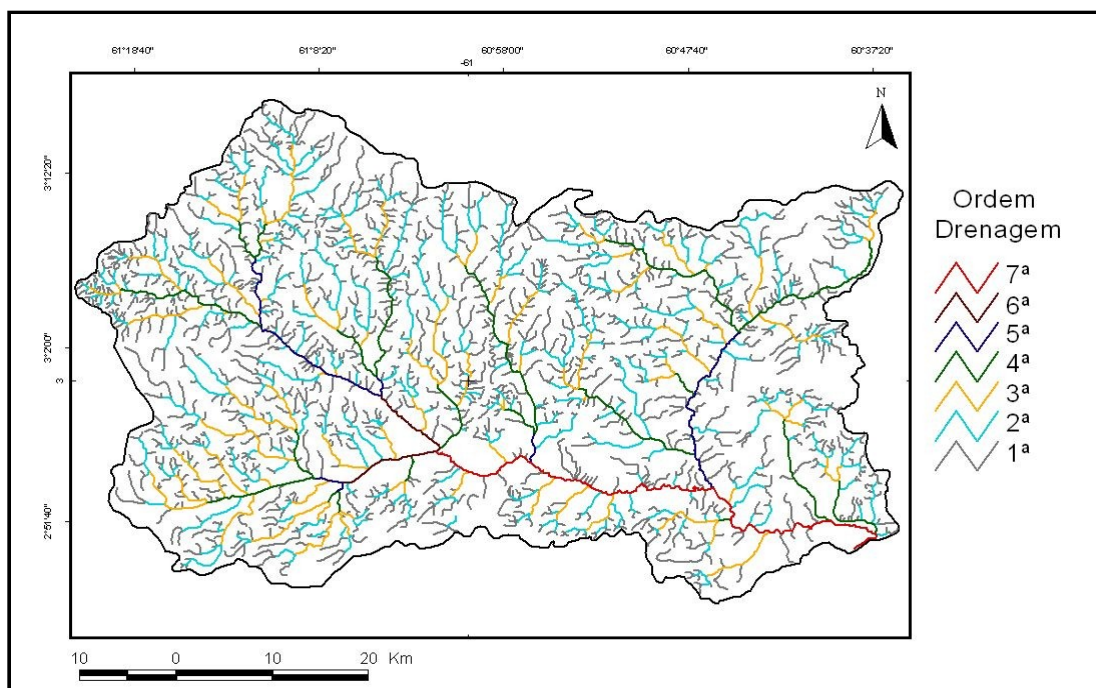 61°18'40"
61°8'20"
-61
60°58'00"
60°47'40"
60°37'20"
N
3°12'20"
3°2'00"
3
2°51'40"
Ordem
Drenagem
7ª
6ª
5ª
4ª
3ª
2ª
1ª
10 0 10 20 Km